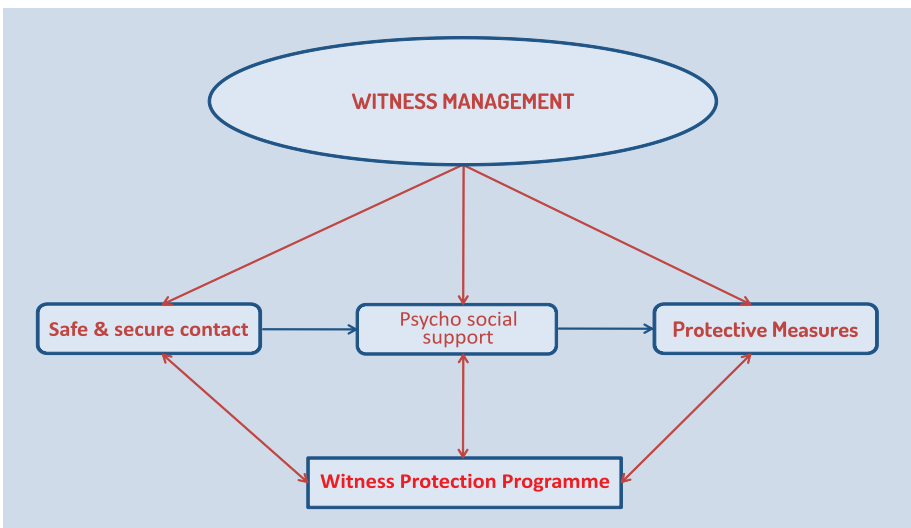 WITNESS MANAGEMENT
Safe & secure contact
Psycho social
support
Protective Measures
Witness Protection Programme